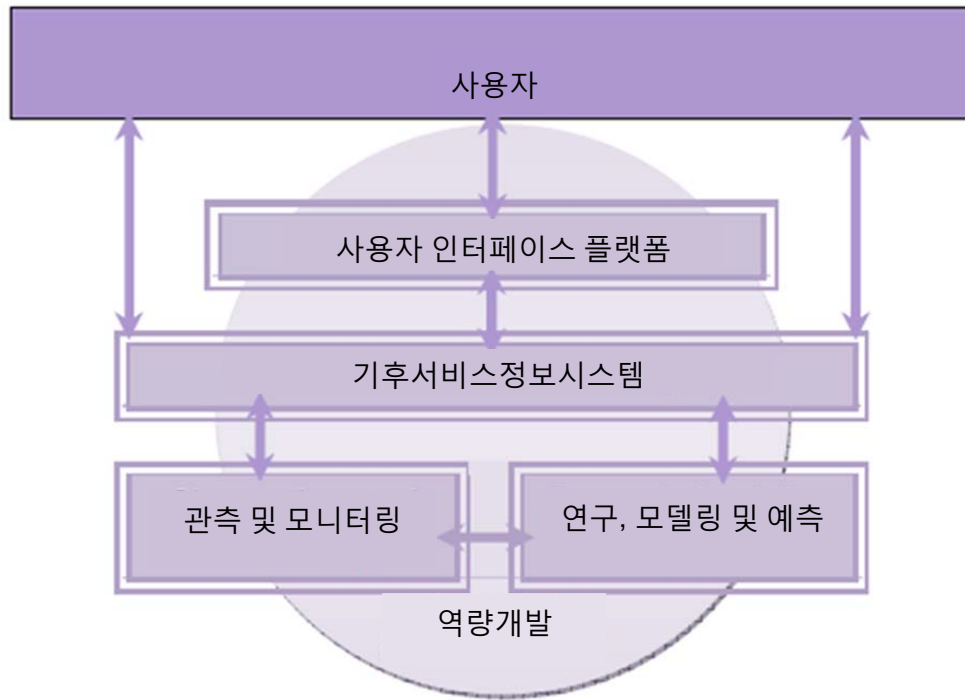 사용자
사용자 인터페이스 플랫폼
기후서비스정보시스템
관측 및 모니터링
연구, 모델링 및 예측
역량개발